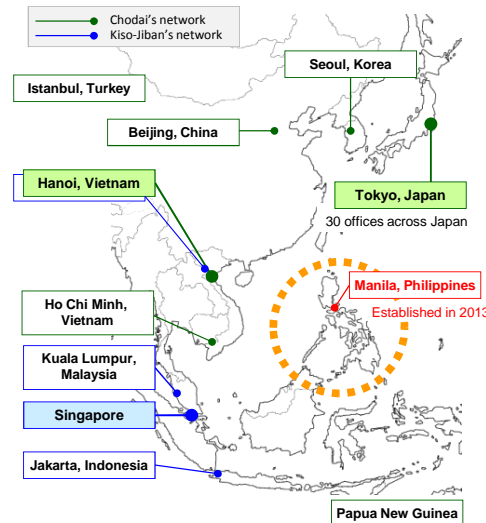 Chodai's network
Kiso-Jiban's network
Seoul, Korea
Istanbul, Turkey
Beijing, China
Hanoi, Vietnam
Tokyo, Japan
30 offices across Japan
Manila, Philippines
Established in 2013
Ho Chi Minh,
Vietnam
Kuala Lumpur,
Malaysia
Singapore
Jakarta, Indonesia
Papua New Guinea